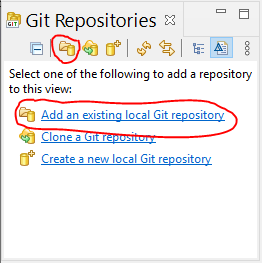 Git Repositories
Select one of the following to add a repository
to this view:
Add an existing local Git repository
Clone a Git repository
Create a new local Git repository